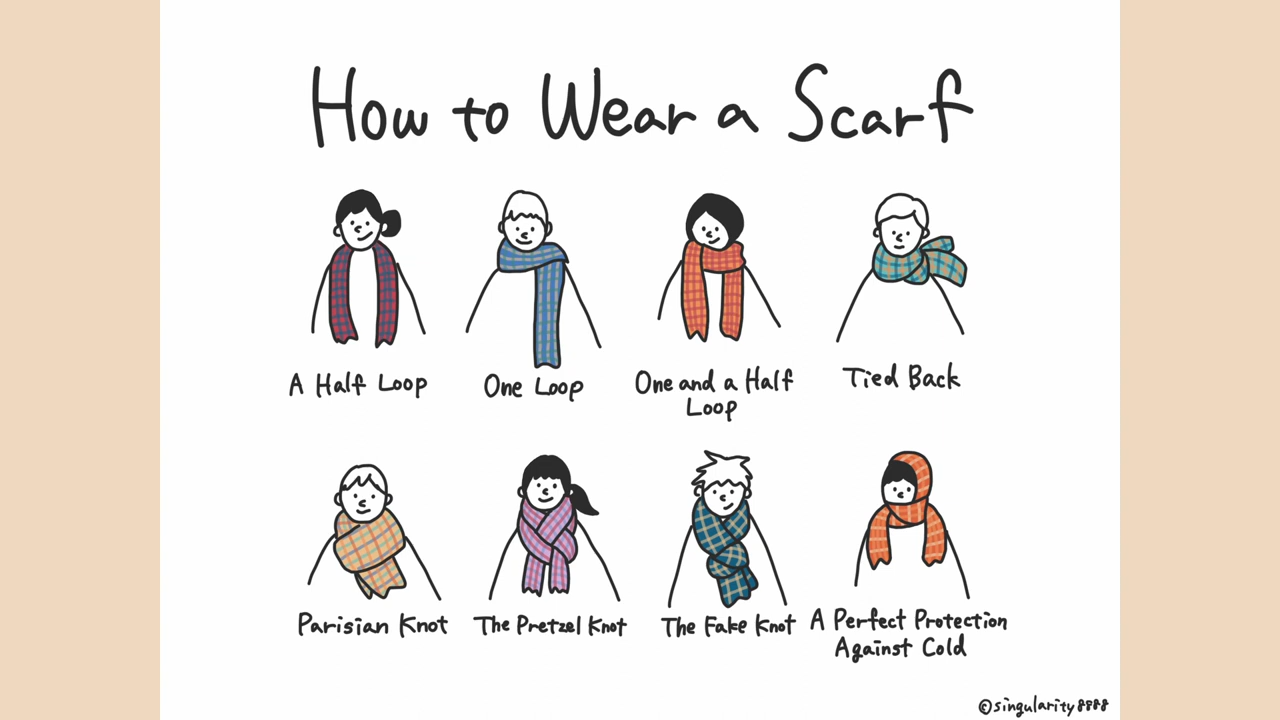 How to Wear a Scarf
A Half Loop
One Loop
One and a Half
Loop
Tied Back
Parisian Knot
The Pretzel Knot
The Fake Knot
A Perfect Protection
Against Cold
©singularity8888